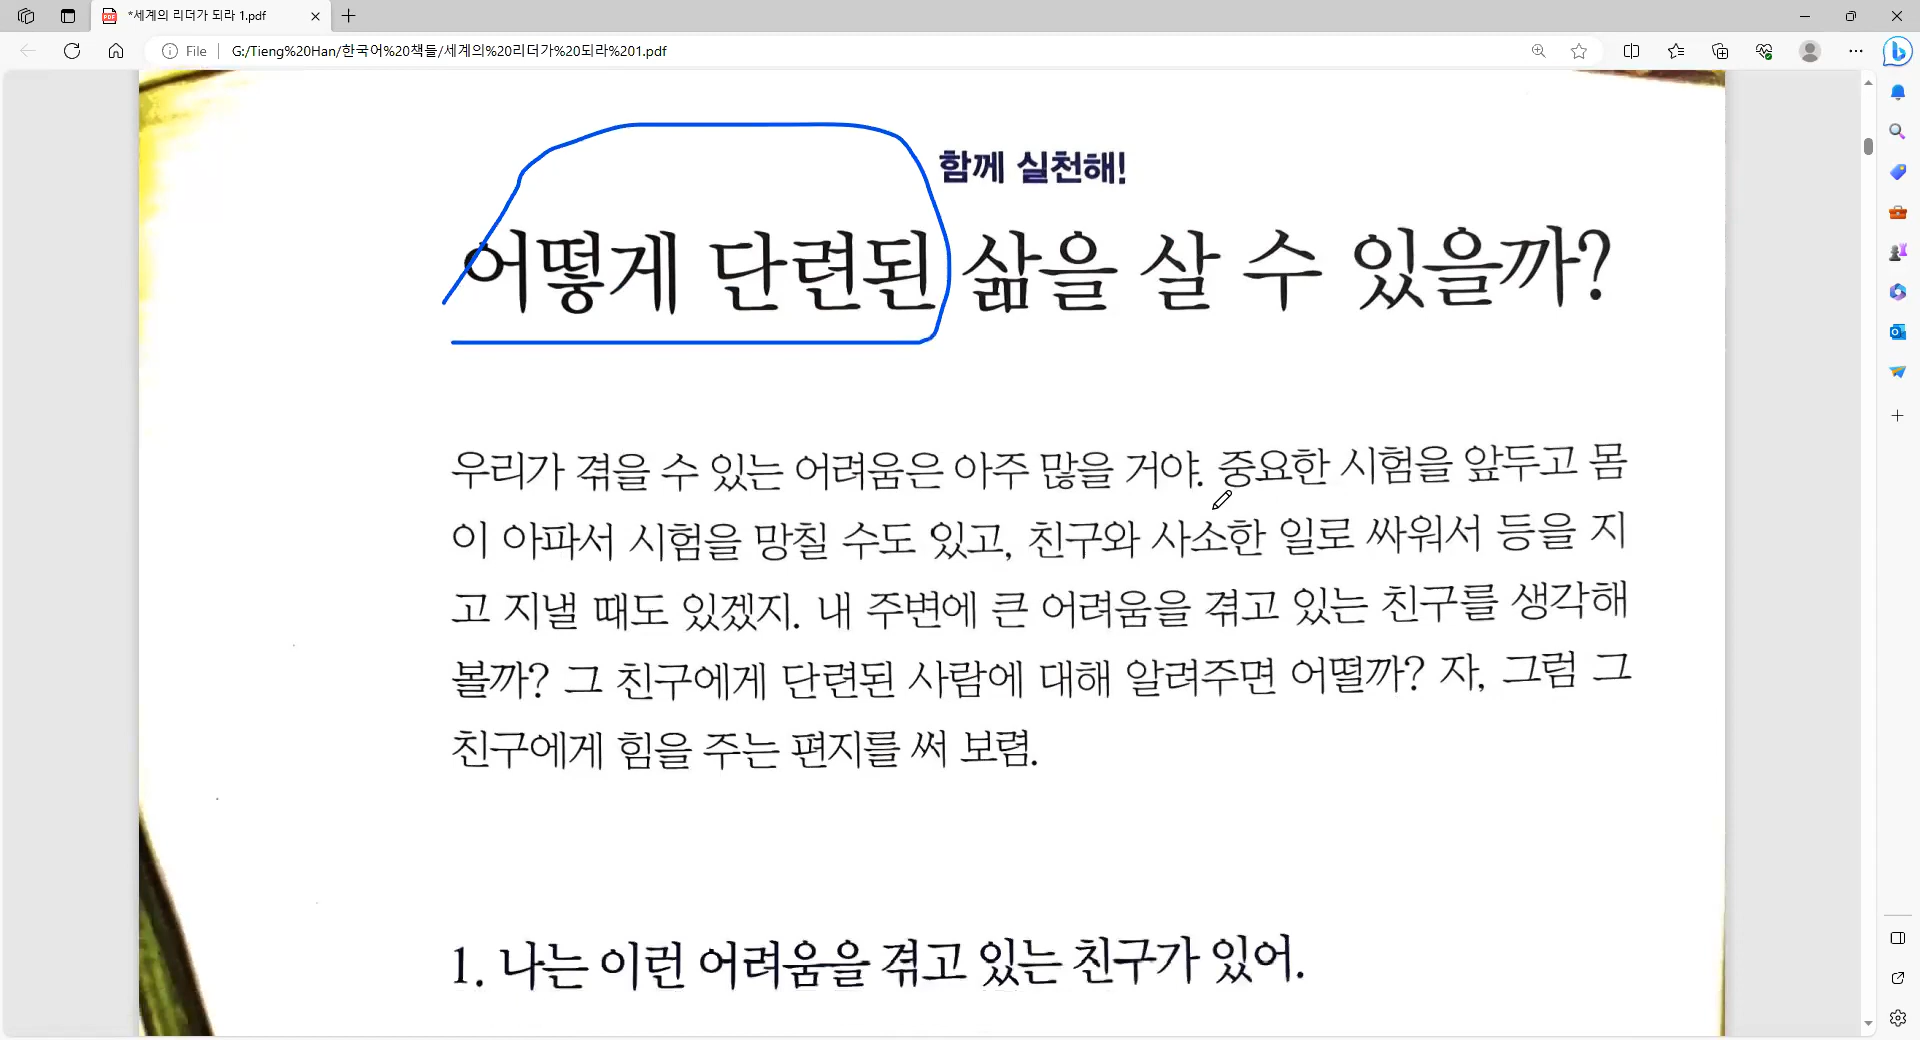 *세계의 리더가 되라 1.pdf
File
G:/Tieng%20Han/한국어%20책들/세계의%20리더가%20되라%201.pdf
함께 실천해!
어떻게 단련된 삶을 살 수 있을까?
우리가 겪을 수 있는 어려움은 아주 많을 거야. 중요한 시험을 앞두고 몸
이 아파서 시험을 망칠 수도 있고, 친구와 사소한 일로 싸워서 등을 지
고 지낼 때도 있겠지. 내 주변에 큰 어려움을 겪고 있는 친구를 생각해
볼까? 그 친구에게 단련된 사람에 대해 알려주면 어떨까? 자, 그럼 그
친구에게 힘을 주는 편지를 써 보렴.
1. 나는 이런 어려움을 겪고 있는 친구가 있어.